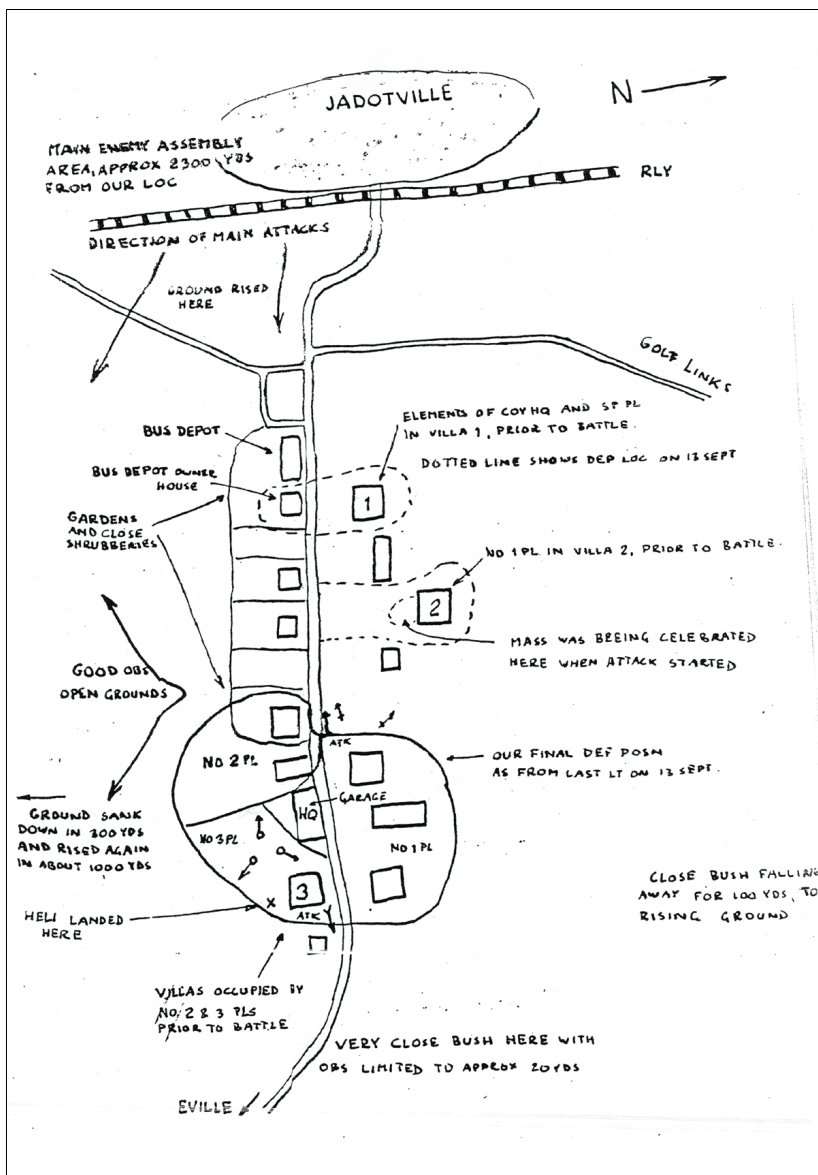 JADOTVILLE
N
MAIN ENEMY ASSEMBLY
AREA, APPROX 2300 YDS
FROM OUR LOC
RLY
DIRECTION OF MAIN ATTACKS
GROUND RISED
HERE
GOLF LINKS
ELEMENTS OF COY HQ AND SP PL
IN VILLA 1, PRIOR TO BATTLE.
BUS DEPOT
DOTTED LINE SHOWS DEP LOC ON 13 SEPT
BUS DEPOT OWNER
HOUSE
1
GARDENS
AND CLOSE
SHRUBBERIES
NO 1 PL IN VILLA 2, PRIOR TO BATTLE.
2
MASS WAS BEEING CELEBRATED
HERE WHEN ATTACK STARTED
GOOD OBS
OPEN GROUNDS
ATK
NO 2 PL
OUR FINAL DEF POSN
AS FROM LAST LT ON 13 SEPT.
GARAGE
HQ
GROUND SANK
DOWN IN 300 YDS
AND RISED AGAIN
IN ABOUT 1000 YDS
NO 3 PL
NO 1 PL
3
X
ATK
CLOSE BUSH FALLING
AWAY FOR 100 YDS, TO
RISING GROUND
HELI LANDED
HERE
VILLAS OCCUPIED BY
NO, 2 & 3 PLS
PRIOR TO BATTLE
VERY CLOSE BUSH HERE WITH
OBS LIMITED TO APPROX 20 YDS
EVILLE